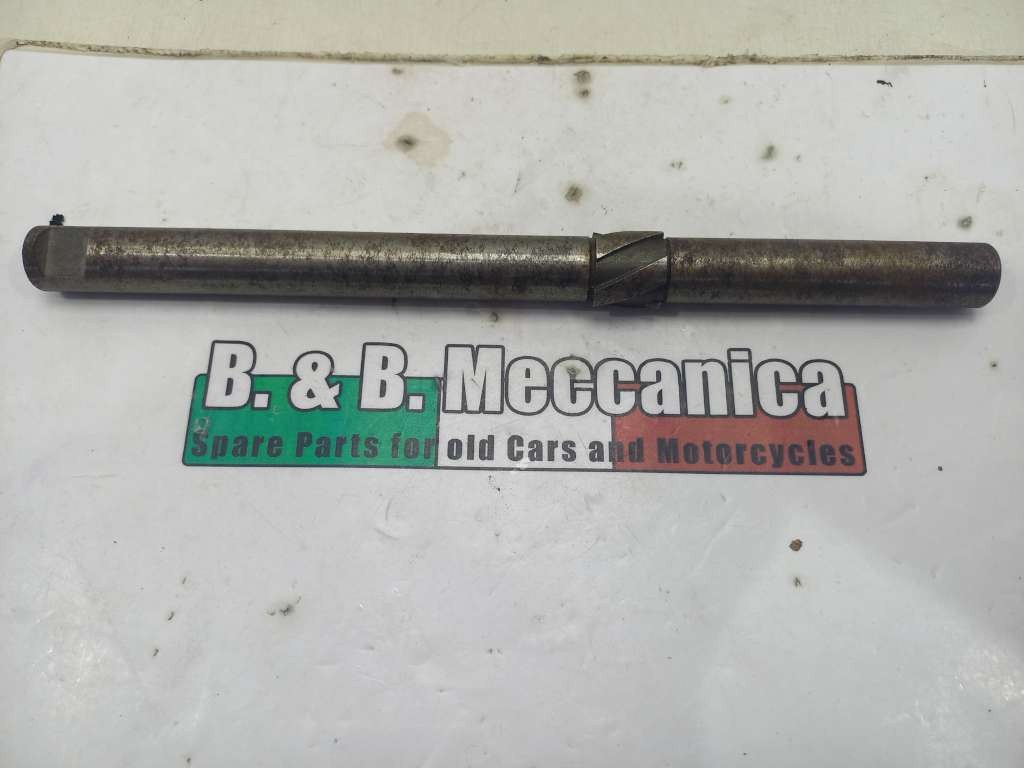 B. & B. Meccanica
Spare Parts for old Cars and Motorcycles